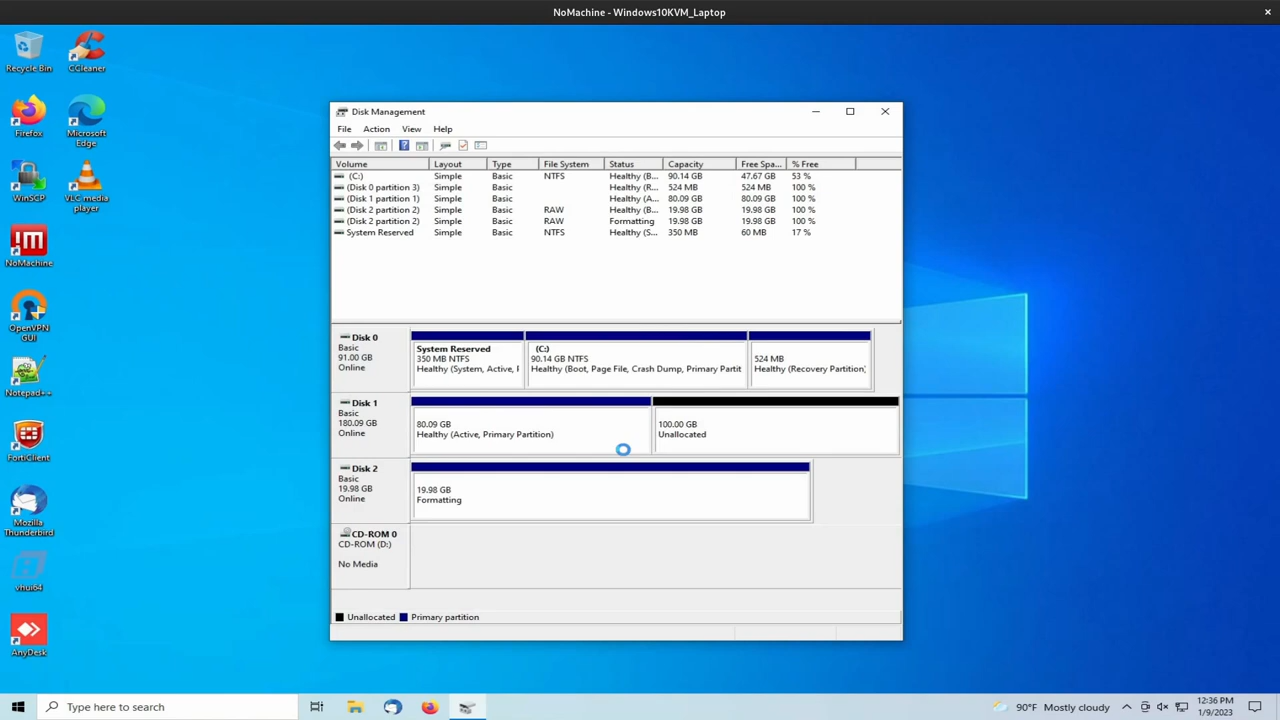 NoMachine - Windows10KVM_Laptop
×
Recycle Bin
CCleaner
Firefox
Microsoft
Edge
WinSCP
VLC media
player
NoMachine
OpenVPN
GUI
Notepad++
FortiClient
Mozilla
Thunderbird
vhui64
AnyDesk
Disk Management
File Action View Help
Volume Layout Type File System Status Capacity Free Spa... % Free
(C:) Simple Basic NTFS Healthy (B... 90.14 GB 47.67 GB 53 %
(Disk 0 partition 3) Simple Basic Healthy (R... 524 MB 524 MB 100 %
(Disk 1 partition 1) Simple Basic Healthy (A... 80.09 GB 80.09 GB 100 %
(Disk 2 partition 2) Simple Basic RAW Healthy (B... 19.98 GB 19.98 GB 100 %
(Disk 2 partition 2) Simple Basic RAW Formatting 19.98 GB 19.98 GB 100 %
System Reserved Simple Basic NTFS Healthy (S... 350 MB 60 MB 17 %
Disk 0
Basic
91.00 GB
Online
System Reserved
350 MB NTFS
Healthy (System, Active, P
(C:)
90.14 GB NTFS
Healthy (Boot, Page File, Crash Dump, Primary Partit
524 MB
Healthy (Recovery Partition)
Disk 1
Basic
180.09 GB
Online
80.09 GB
Healthy (Active, Primary Partition)
100.00 GB
Unallocated
Disk 2
Basic
19.98 GB
Online
19.98 GB
Formatting
CD-ROM 0
CD-ROM (D:)
No Media
Unallocated Primary partition
Type here to search
90°F Mostly cloudy
12:36 PM
1/9/2023